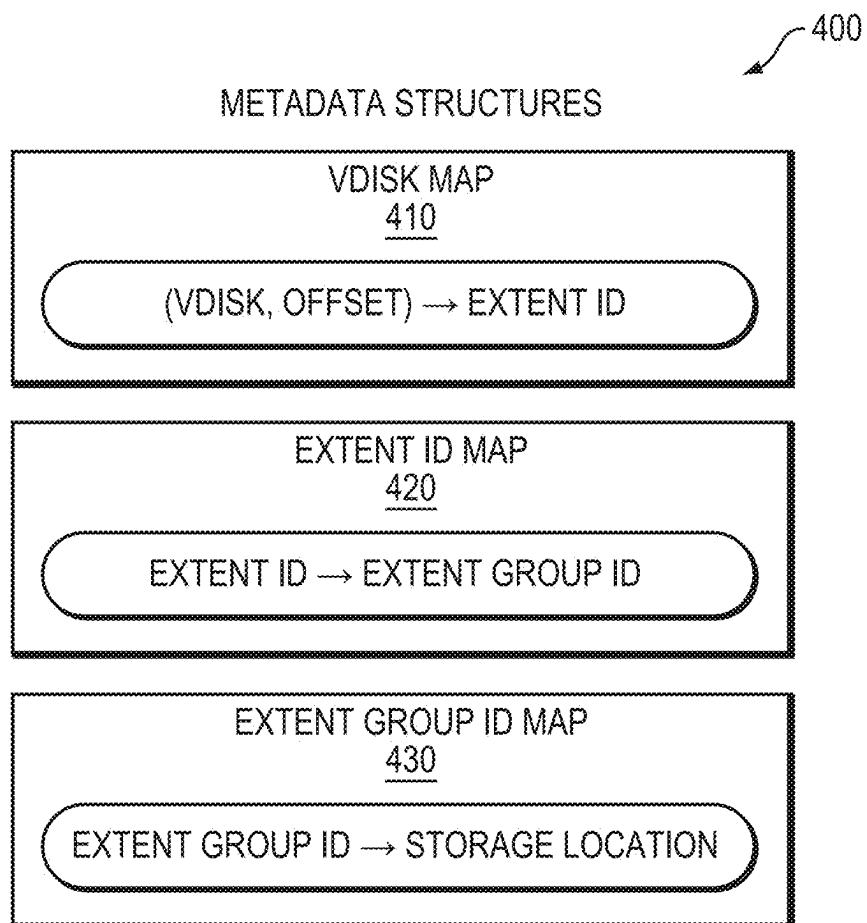 400
METADATA STRUCTURES
VDISK MAP
410
(VDISK, OFFSET) → EXTENT ID
EXTENT ID MAP
420
EXTENT ID → EXTENT GROUP ID
EXTENT GROUP ID MAP
430
EXTENT GROUP ID → STORAGE LOCATION